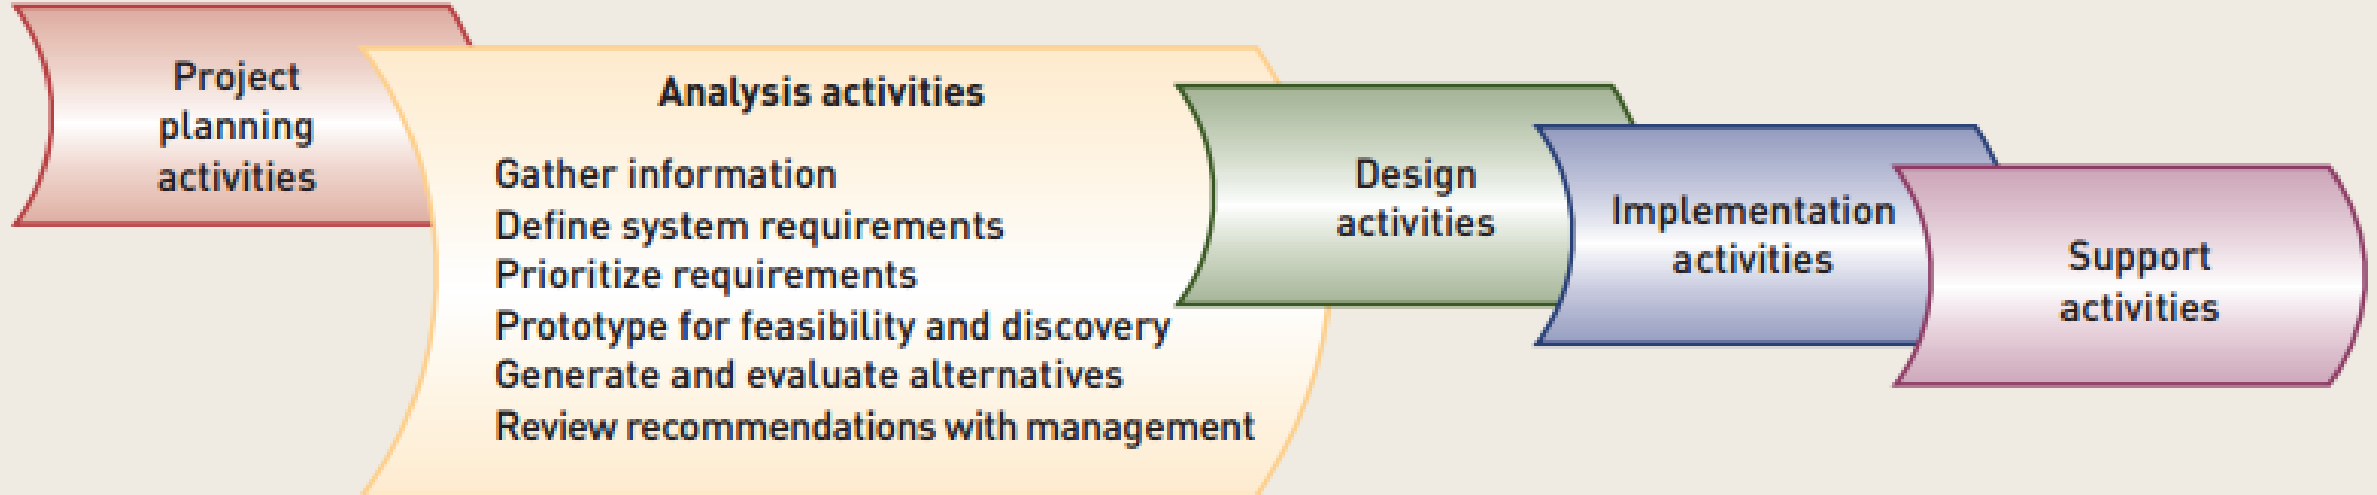 Project
planning
activities
Analysis activities
Gather information
Define system requirements
Prioritize requirements
Prototype for feasibility and discovery
Generate and evaluate alternatives
Review recommendations with management
Design
activities
Implementation
activities
Support
activities